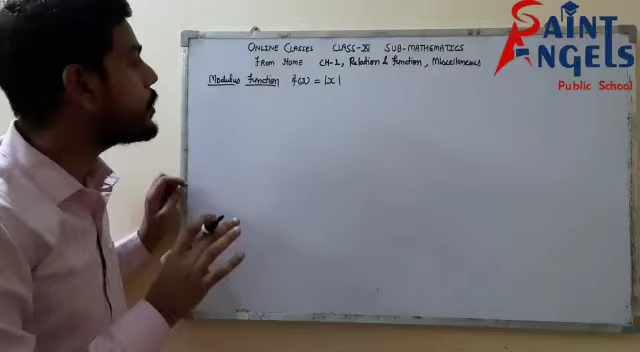 ONLINE CLASSES CLASS-XI SUB-MATHEMATICS
FROM HOME CH-2, Relation & Function, Miscellaneous
Modulus Function f(x) = |x|
SAINT
ANGELS
Public School